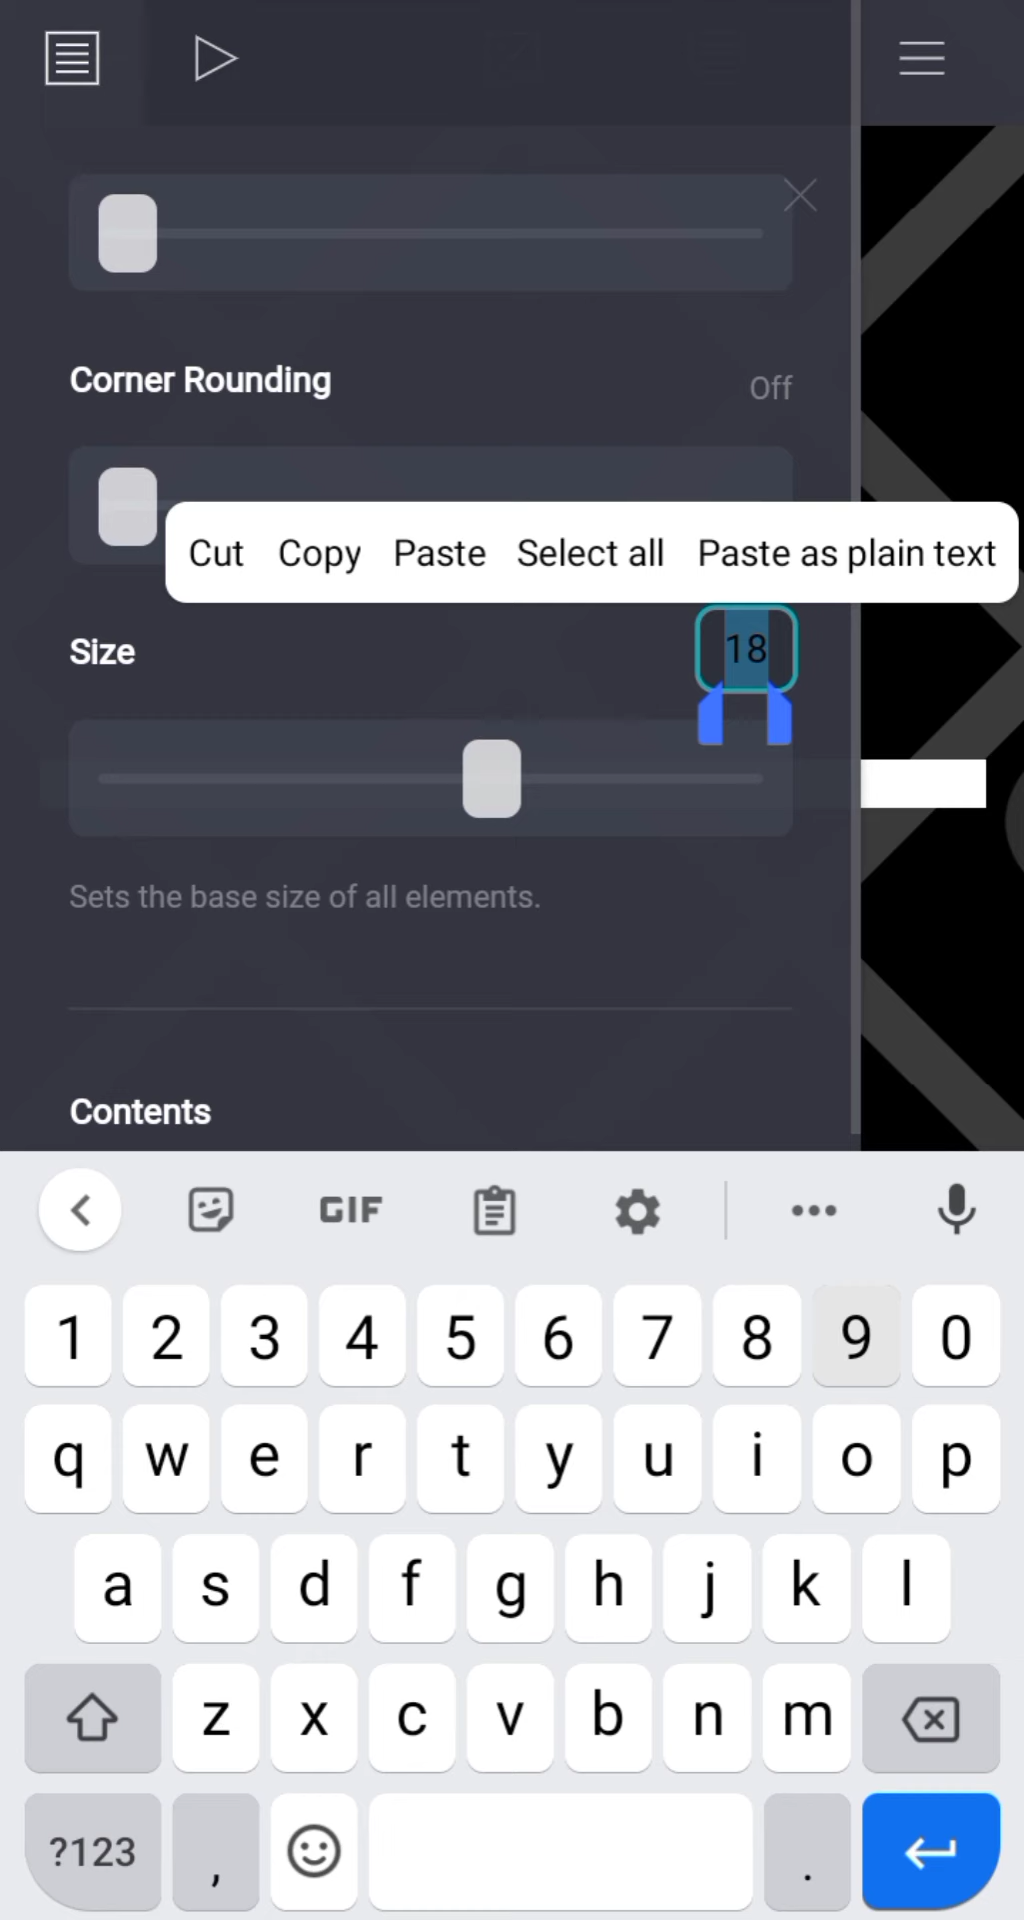 Corner Rounding
Off
Cut Copy Paste Select all Paste as plain text
Size
18
Sets the base size of all elements.
Contents
GIF
1 2 3 4 5 6 7 8 9 0
q w e r t y u i o p
a s d f g h j k l
z x c v b n m
?123 , .